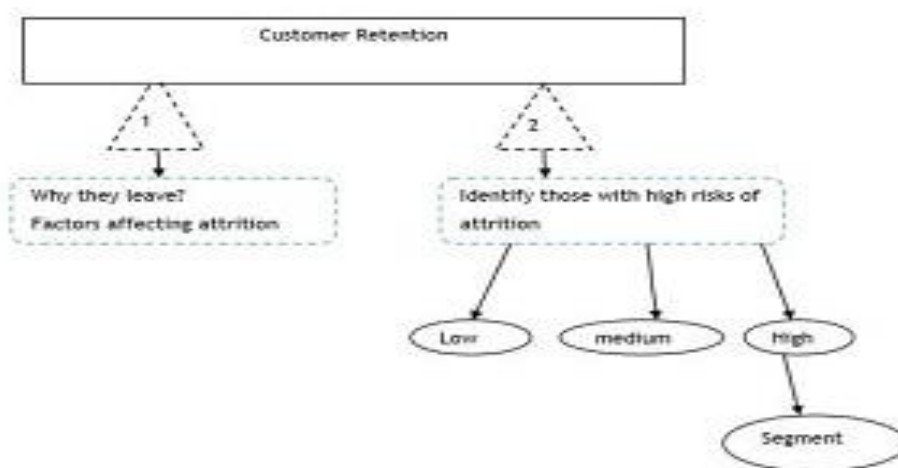 Customer Retention
1
2
Why they leave?
Factors affecting attrition
Identify those with high risks of
attrition
Low
medium
High
Segment